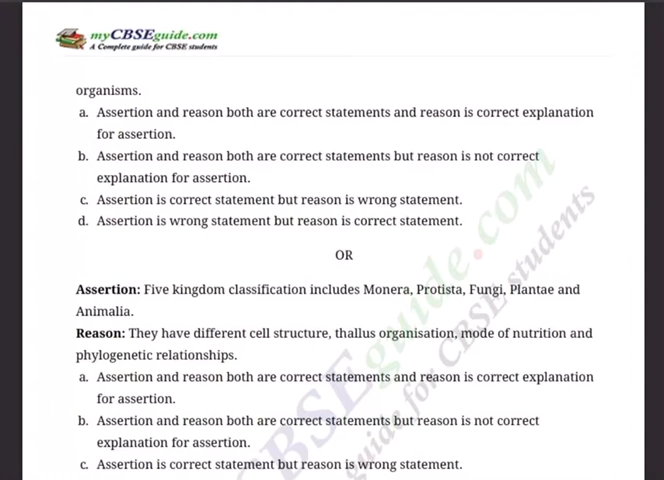 myCBSEguide.com
A Complete guide for CBSE students
organisms.
a. Assertion and reason both are correct statements and reason is correct explanation
for assertion.
b. Assertion and reason both are correct statements but reason is not correct
explanation for assertion.
c. Assertion is correct statement but reason is wrong statement.
d. Assertion is wrong statement but reason is correct statement.
OR
Assertion: Five kingdom classification includes Monera, Protista, Fungi, Plantae and
Animalia.
Reason: They have different cell structure, thallus organisation, mode of nutrition and
phylogenetic relationships.
a. Assertion and reason both are correct statements and reason is correct explanation
for assertion.
b. Assertion and reason both are correct statements but reason is not correct
explanation for assertion.
c. Assertion is correct statement but reason is wrong statement.
CBSEguide.com
guide for CBSE students